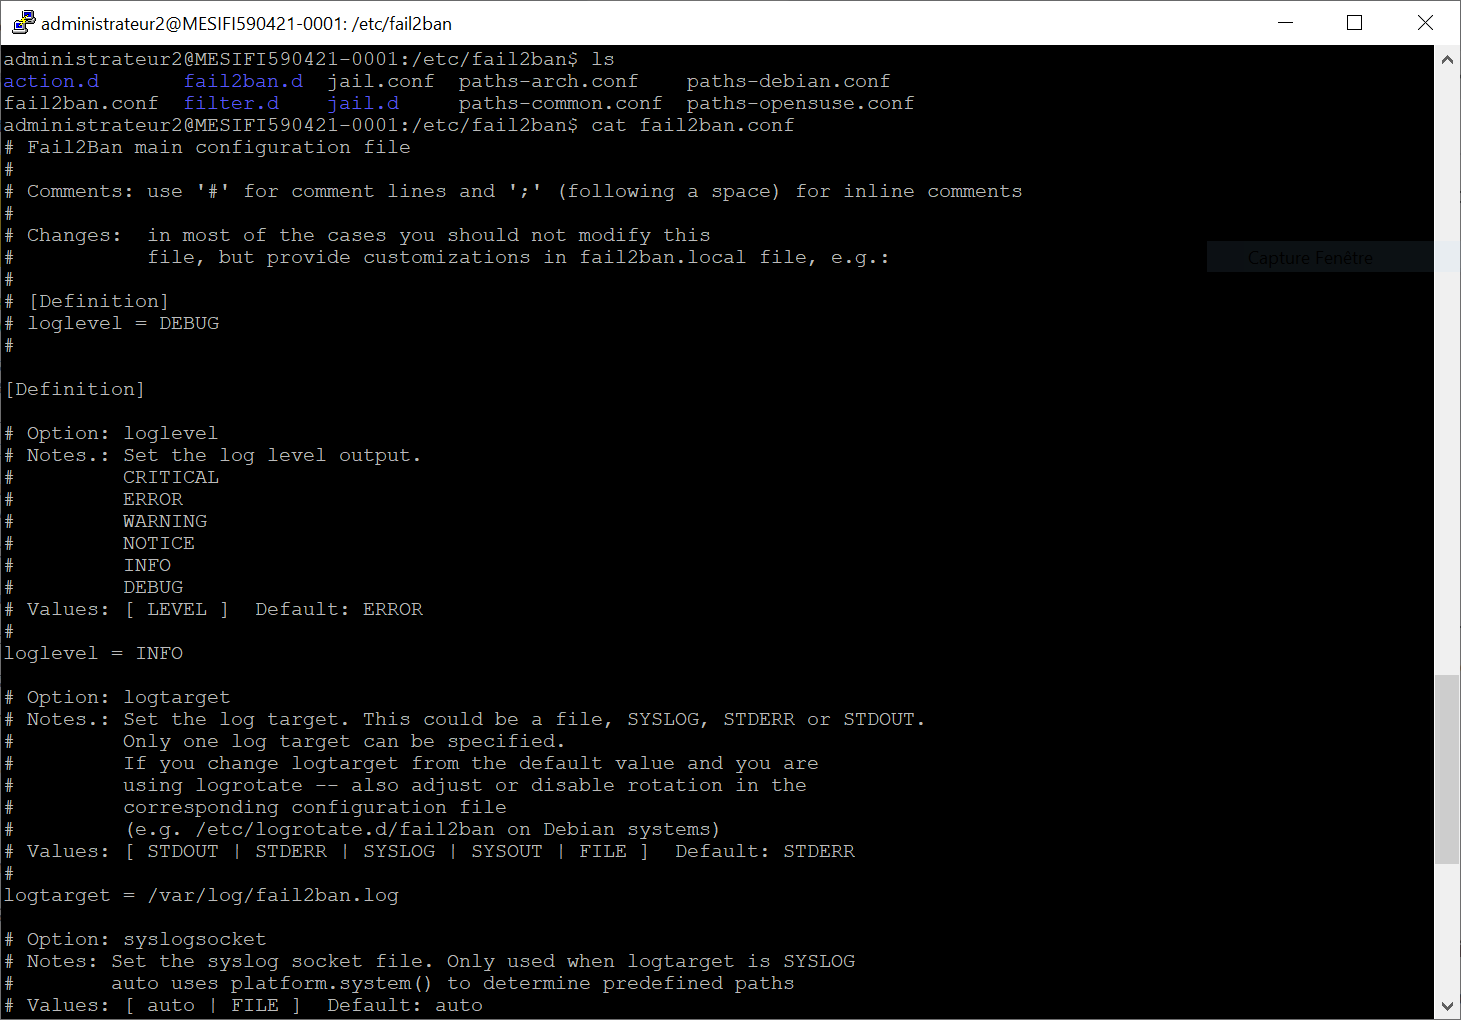 administrateur2@MESIFI590421-0001: /etc/fail2ban
administrateur2@MESIFI590421-0001:/etc/fail2ban$ ls
action.d       fail2ban.d  jail.conf  paths-arch.conf    paths-debian.conf
fail2ban.conf  filter.d    jail.d     paths-common.conf  paths-opensuse.conf
administrateur2@MESIFI590421-0001:/etc/fail2ban$ cat fail2ban.conf
# Fail2Ban main configuration file
#
# Comments: use '#' for comment lines and ';' (following a space) for inline comments
#
# Changes:  in most of the cases you should not modify this
#           file, but provide customizations in fail2ban.local file, e.g.:
Capture Fenêtre
#
# [Definition]
# loglevel = DEBUG
#
[Definition]
# Option: loglevel
# Notes.: Set the log level output.
#         CRITICAL
#         ERROR
#         WARNING
#         NOTICE
#         INFO
#         DEBUG
# Values: [ LEVEL ]  Default: ERROR
#
loglevel = INFO
# Option: logtarget
# Notes.: Set the log target. This could be a file, SYSLOG, STDERR or STDOUT.
#         Only one log target can be specified.
#         If you change logtarget from the default value and you are
#         using logrotate -- also adjust or disable rotation in the
#         corresponding configuration file
#         (e.g. /etc/logrotate.d/fail2ban on Debian systems)
# Values: [ STDOUT | STDERR | SYSLOG | SYSOUT | FILE ]  Default: STDERR
#
logtarget = /var/log/fail2ban.log
# Option: syslogsocket
# Notes: Set the syslog socket file. Only used when logtarget is SYSLOG
#        auto uses platform.system() to determine predefined paths
# Values: [ auto | FILE ]  Default: auto